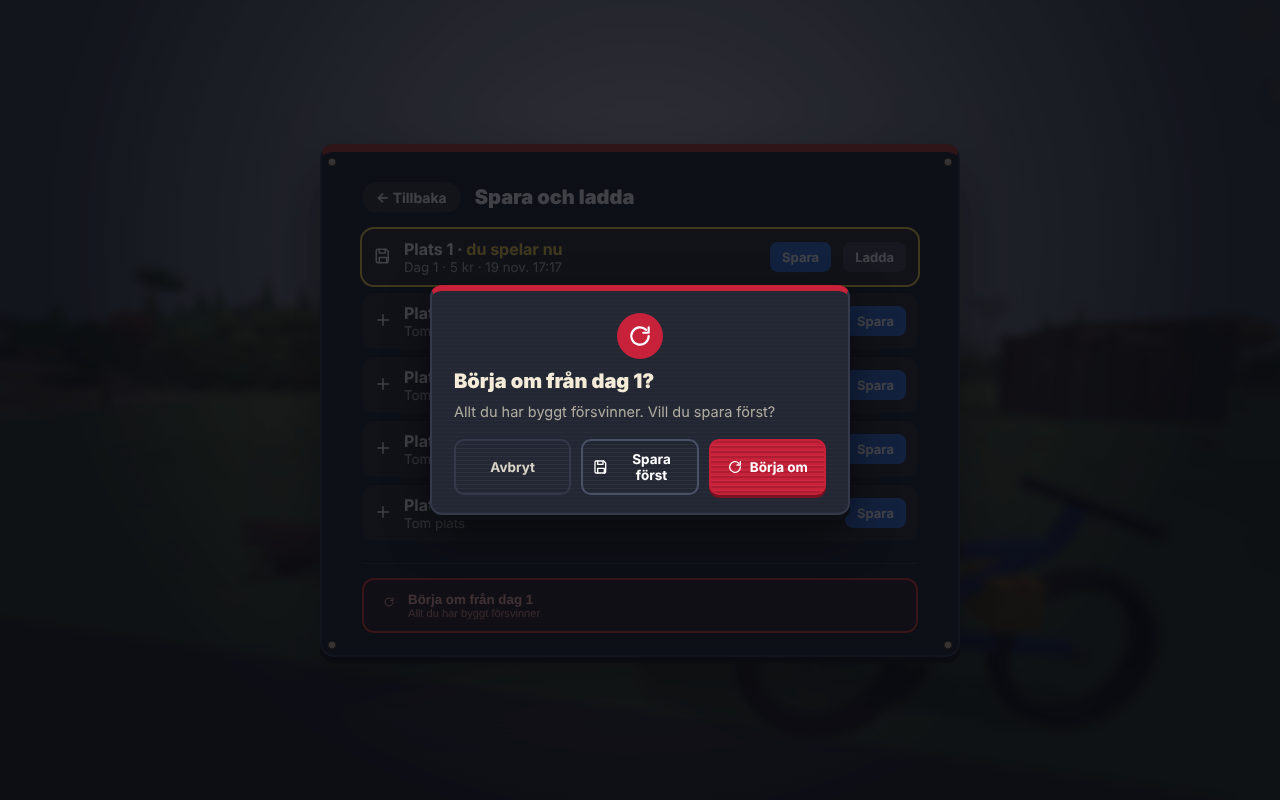 ← Tillbaka
Spara och ladda
Plats 1 · du spelar nu
Dag 1 · 5 kr · 19 nov. 17:17
Spara
Ladda
Spara
Spara
Spara
Tom plats
Spara
Börja om från dag 1?
Allt du har byggt försvinner. Vill du spara först?
Avbryt
Spara
först
Börja om
Börja om från dag 1
Allt du har byggt försvinner